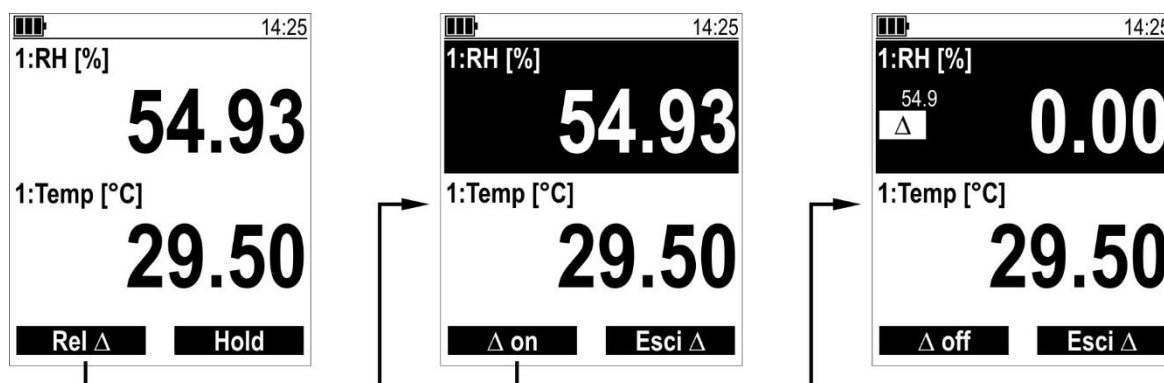 14:25
1:RH [%]
54.93
1:Temp [°C]
29.50
Rel Δ Hold
14:25
1:RH [%]
54.93
1:Temp [°C]
29.50
Δ on Esci Δ
14:25
1:RH [%]
54.9
Δ 0.00
1:Temp [°C]
29.50
Δ off Esci Δ